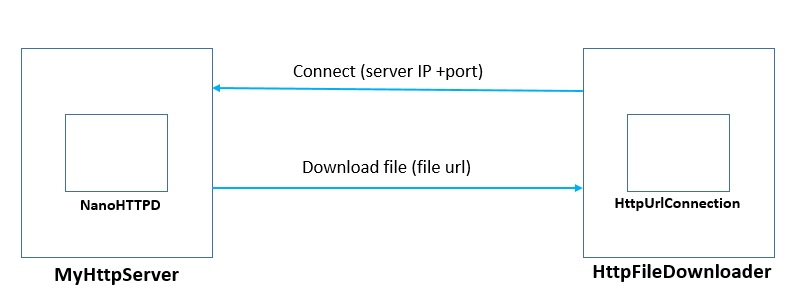 Connect (server IP +port)
Download file (file url)
NanoHTTPD
HttpUrlConnection
MyHttpServer
HttpFileDownloader